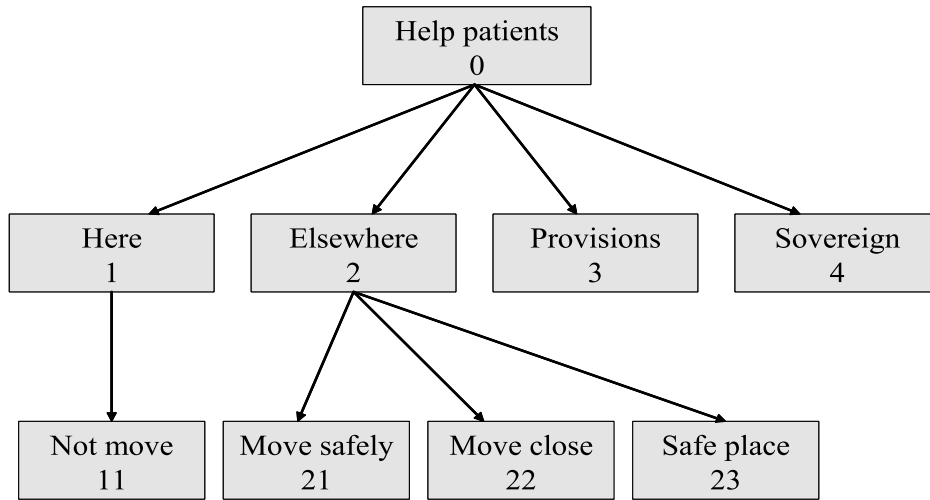 Help patients
0
Here
1
Elsewhere
2
Provisions
3
Sovereign
4
Not move
11
Move safely
21
Move close
22
Safe place
23